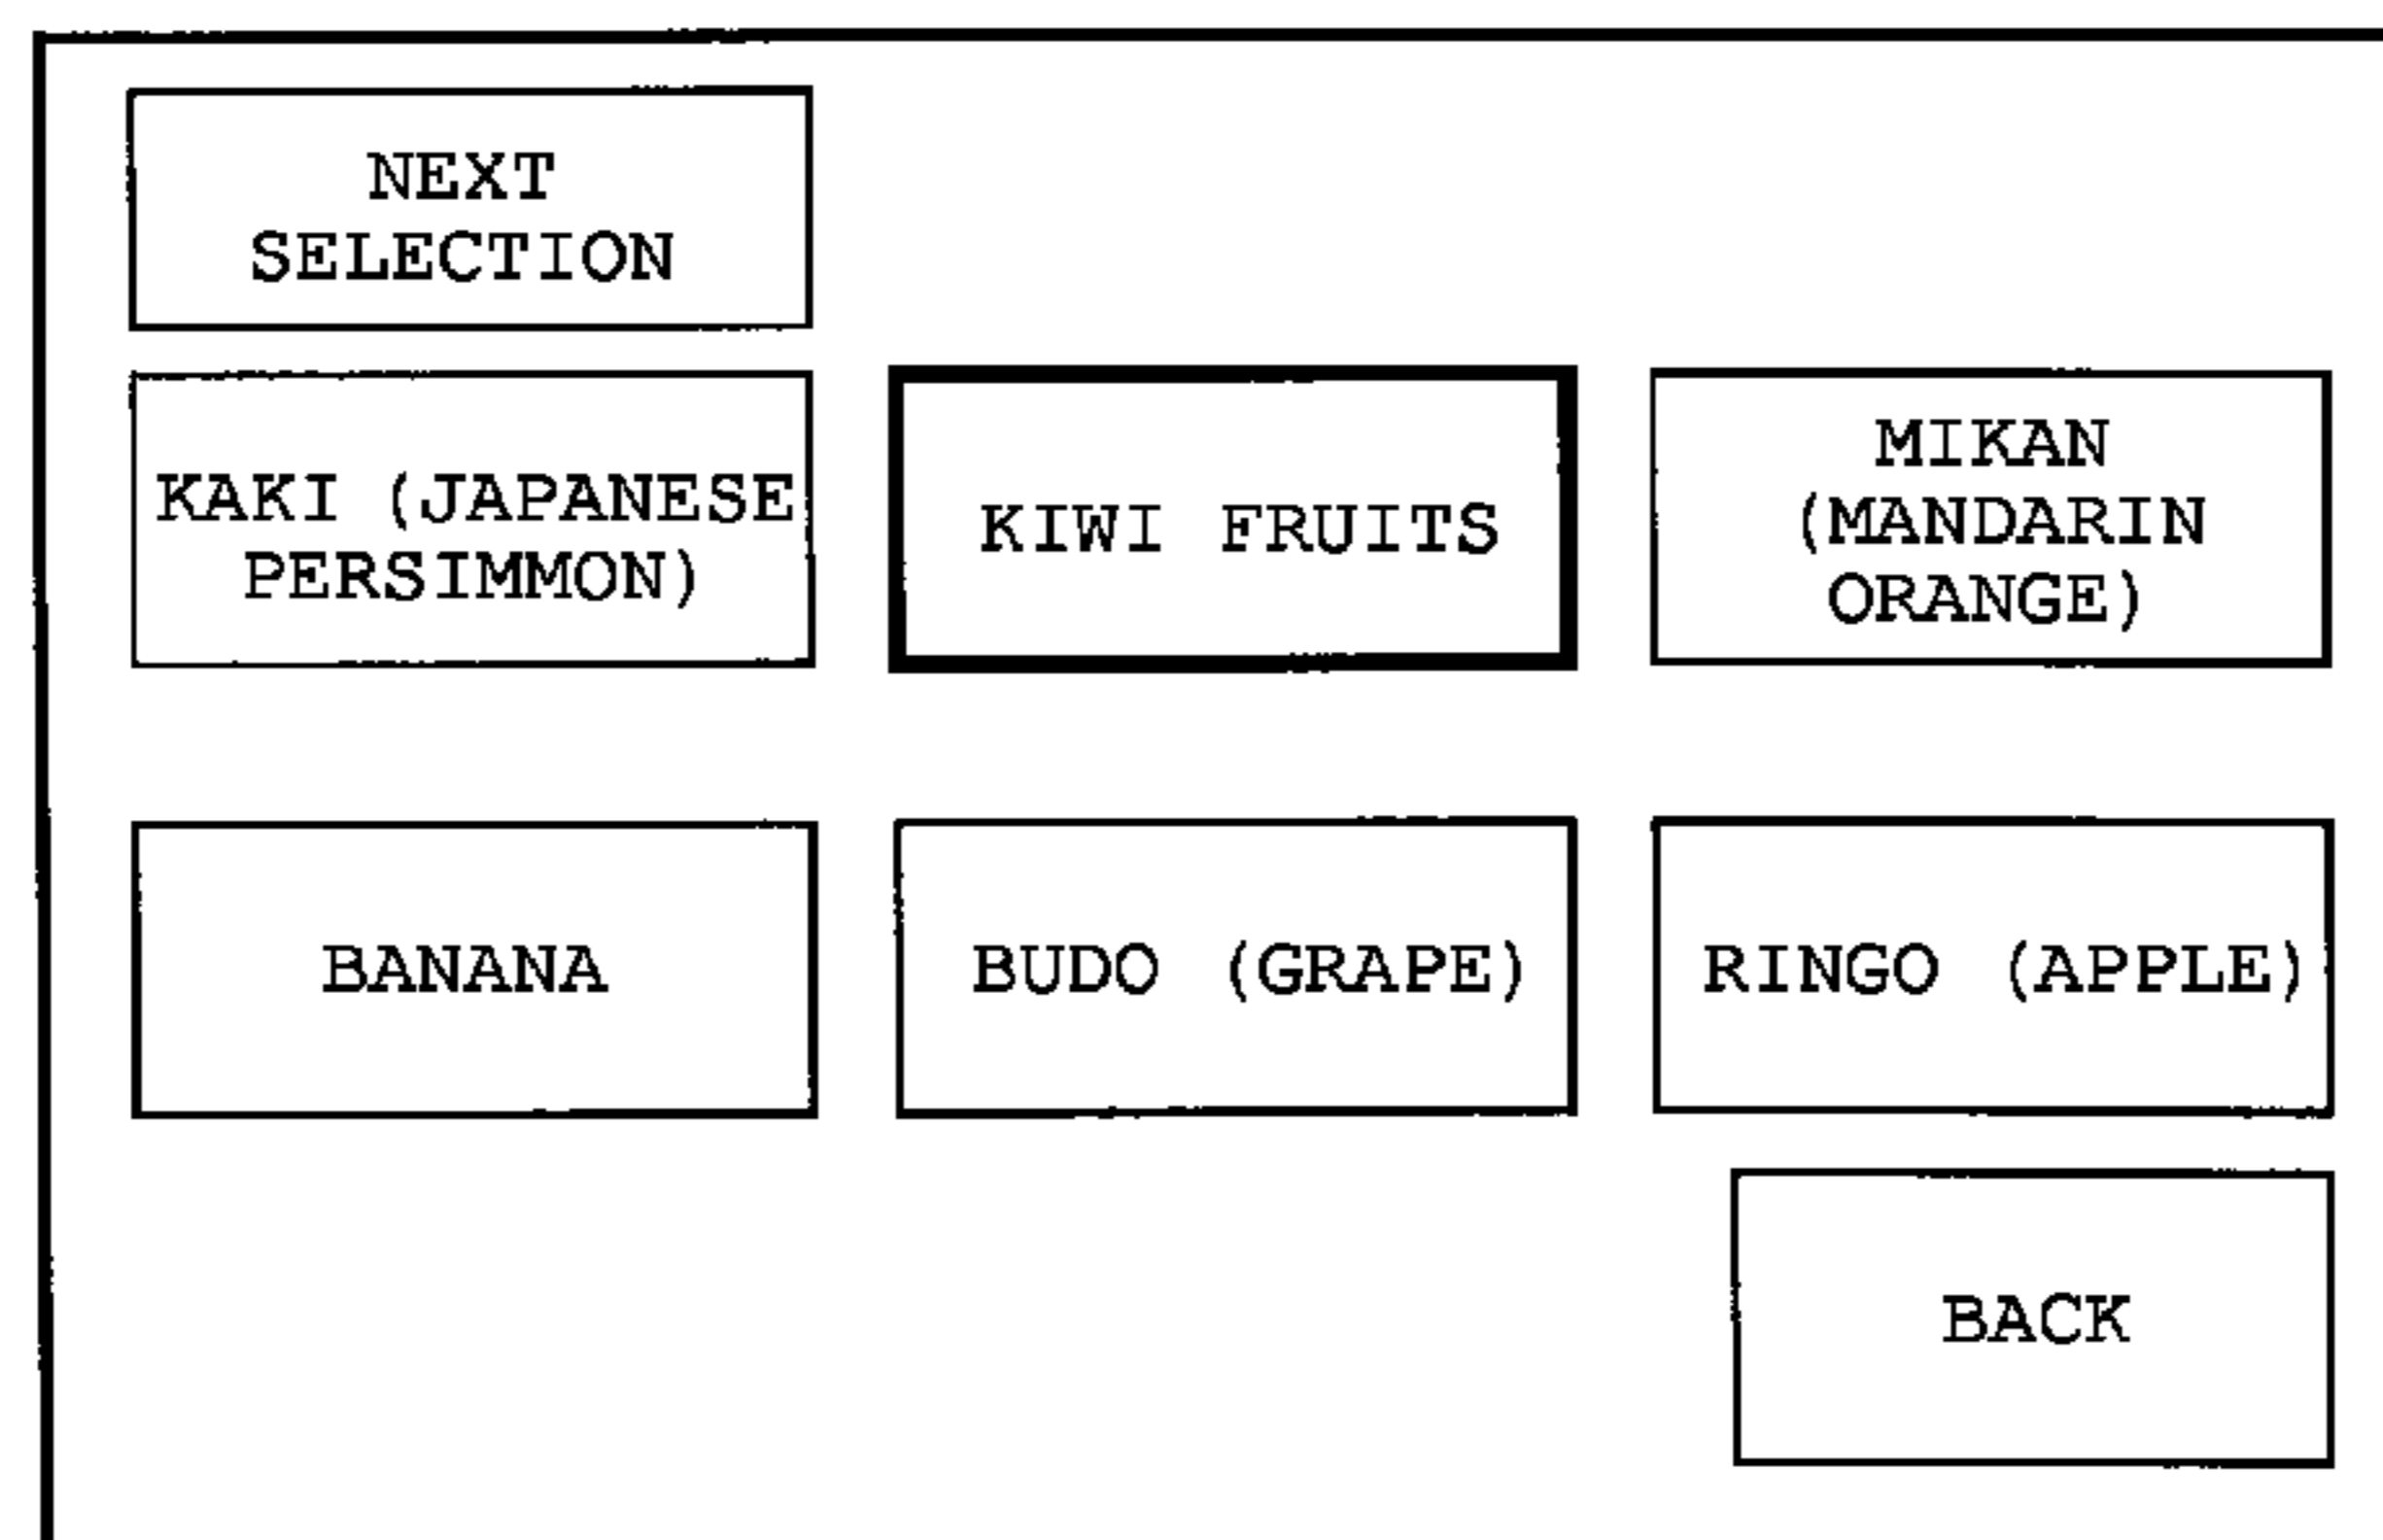 NEXT
SELECTION
KAKI (JAPANESE
PERSIMMON)
KIWI FRUITS
MIKAN
(MANDARIN
ORANGE)
BANANA
BUDO (GRAPE)
RINGO (APPLE)
BACK